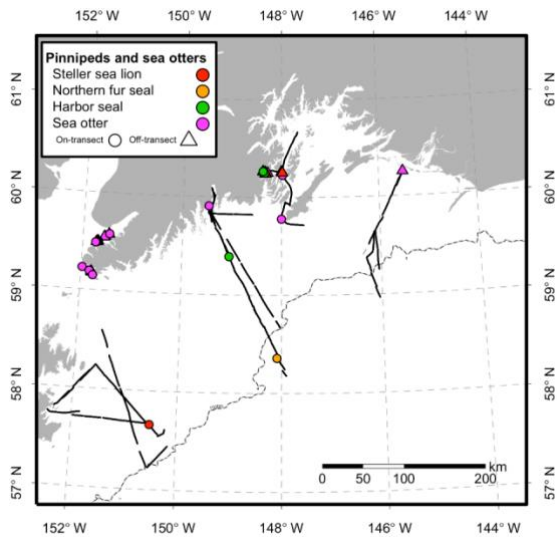 152° W 150° W 148° W 146° W 144° W
Pinnipeds and sea otters
Steller sea lion
Northern fur seal
Harbor seal
Sea otter
On-transect Off-transect
61° N 61° N
60° N 60° N
59° N 59° N
58° N 58° N
57° N 57° N
km
0 50 100 200
152° W 150° W 148° W 146° W 144° W